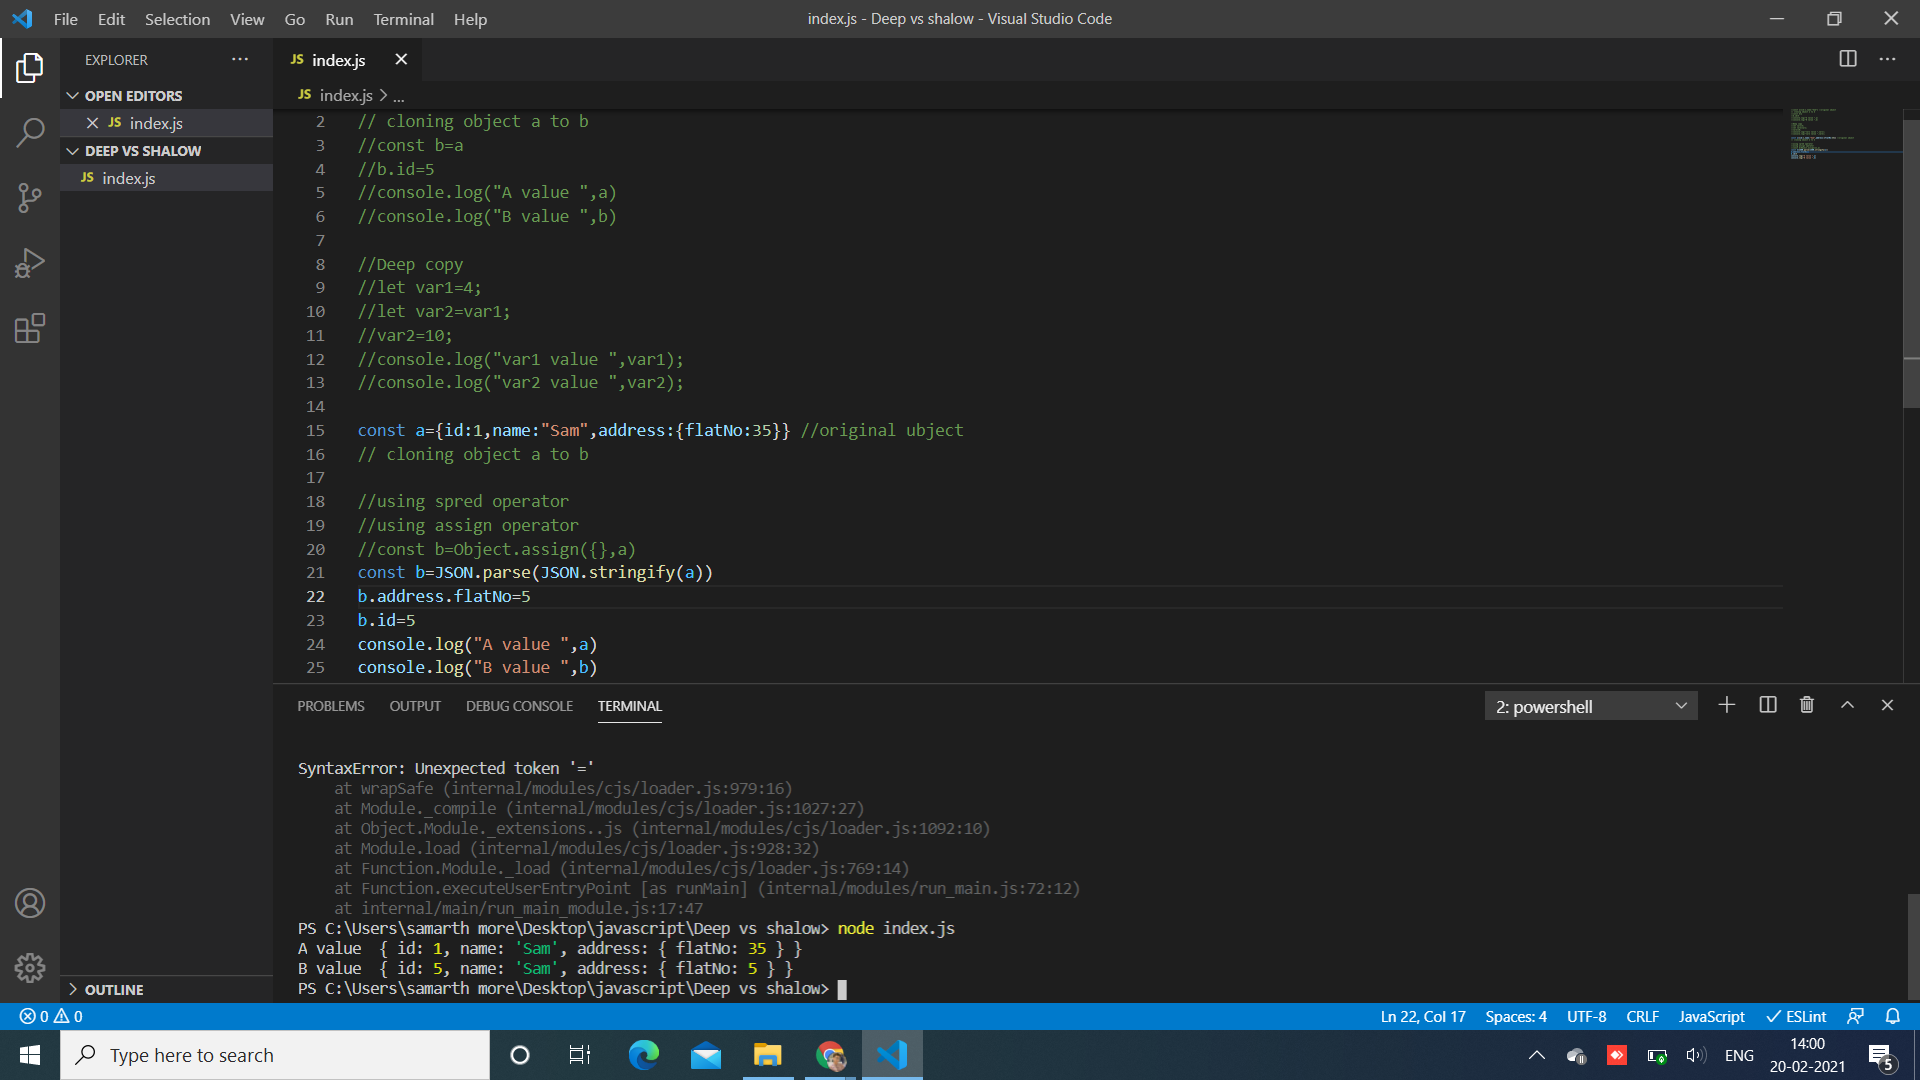 File Edit Selection View Go Run Terminal Help
index.js - Deep vs shalow - Visual Studio Code
EXPLORER ...
OPEN EDITORS
JS index.js
DEEP VS SHALOW
JS index.js
OUTLINE
JS index.js
JS index.js > ...
2 // cloning object a to b
3 //const b=a
4 //b.id=5
5 //console.log("A value ",a)
6 //console.log("B value ",b)
7
8 //Deep copy
9 //let var1=4;
10 //let var2=var1;
11 //var2=10;
12 //console.log("var1 value ",var1);
13 //console.log("var2 value ",var2);
14
15 const a={id:1,name:"Sam",address:{flatNo:35}} //original ubject
16 // cloning object a to b
17
18 //using spred operator
19 //using assign operator
20 //const b=Object.assign({},a)
21 const b=JSON.parse(JSON.stringify(a))
22 b.address.flatNo=5
23 b.id=5
24 console.log("A value ",a)
25 console.log("B value ",b)
PROBLEMS OUTPUT DEBUG CONSOLE TERMINAL
2: powershell
SyntaxError: Unexpected token '='
at wrapSafe (internal/modules/cjs/loader.js:979:16)
at Module._compile (internal/modules/cjs/loader.js:1027:27)
at Object.Module._extensions..js (internal/modules/cjs/loader.js:1092:10)
at Module.load (internal/modules/cjs/loader.js:928:32)
at Function.Module._load (internal/modules/cjs/loader.js:769:14)
at Function.executeUserEntryPoint [as runMain] (internal/modules/run_main.js:72:12)
at internal/main/run_main_module.js:17:47
PS C:\Users\samarth more\Desktop\javascript\Deep vs shalow> node index.js
A value  { id: 1, name: 'Sam', address: { flatNo: 35 } }
B value  { id: 5, name: 'Sam', address: { flatNo: 5 } }
PS C:\Users\samarth more\Desktop\javascript\Deep vs shalow>
0 0
Ln 22, Col 17 Spaces: 4 UTF-8 CRLF JavaScript ESLint
Type here to search
ENG
14:00
20-02-2021
5